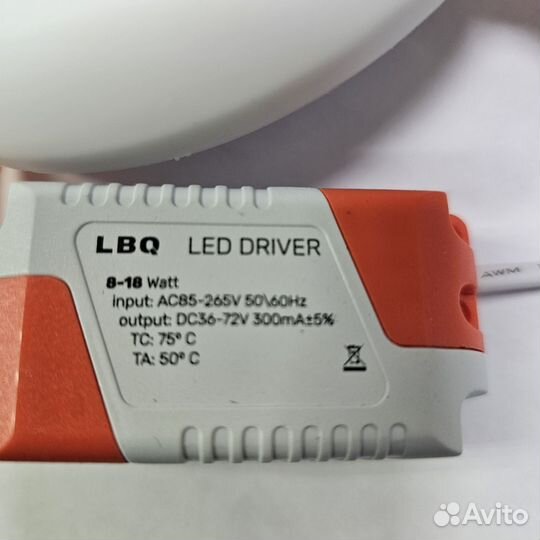 LBQ LED DRIVER
8-18 Watt
input: AC85-265V 50\60Hz
output: DC36-72V 300mA±5%
TC: 75° C
TA: 50° C
AWM
Avito